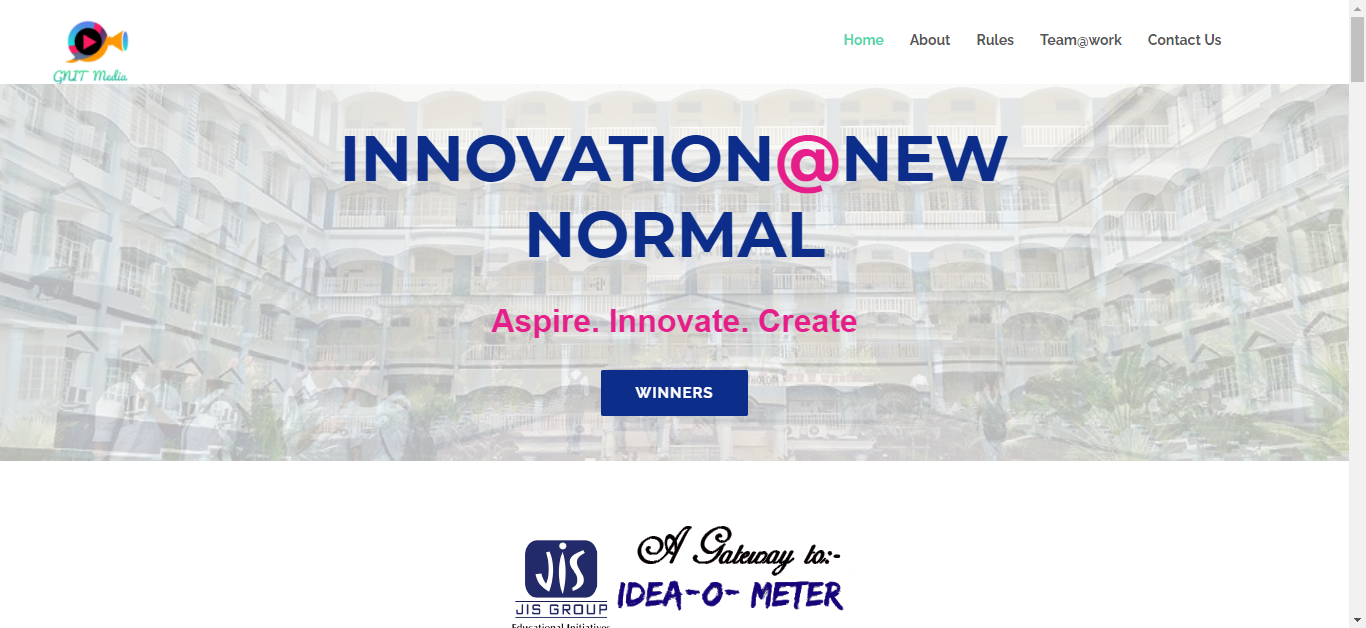 GNIT Media
Home About Rules Team@work Contact Us
INNOVATION@NEW
NORMAL
Aspire. Innovate. Create
WINNERS
A Gateway to:-
IDEA-O- METER
JIS
JIS GROUP
Educational Initiatives